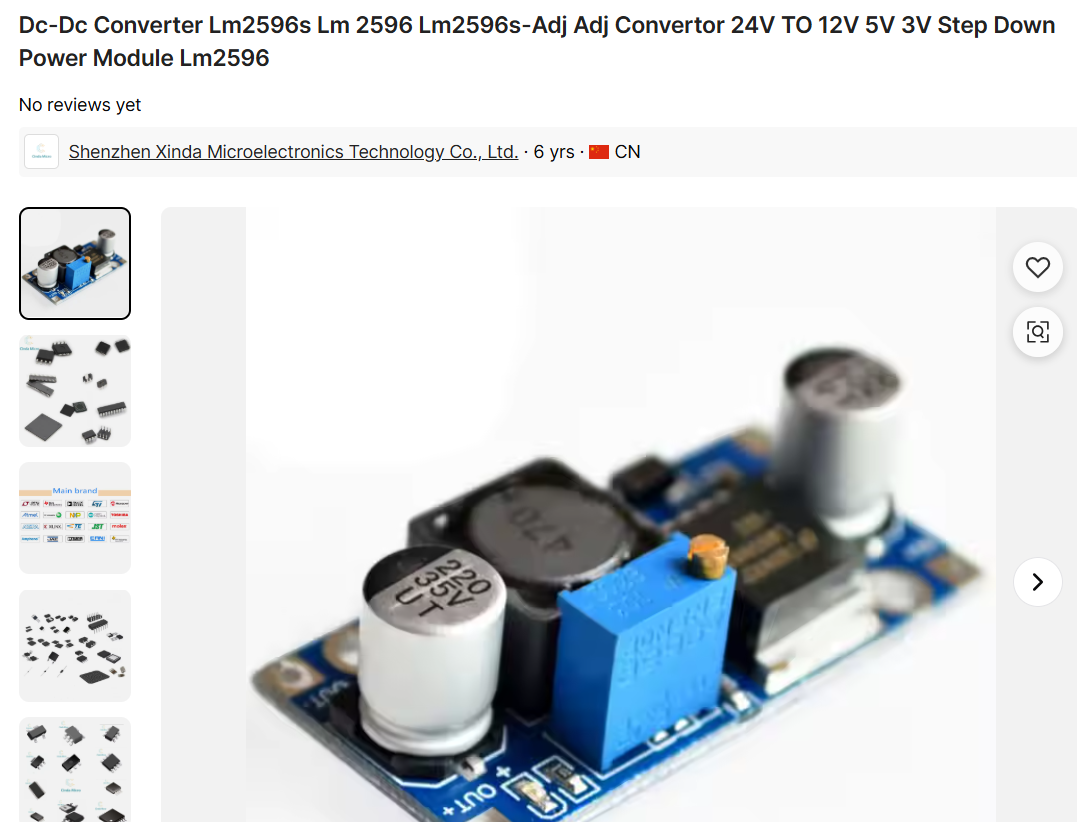 Dc-Dc Converter Lm2596s Lm 2596 Lm2596s-Adj Adj Convertor 24V TO 12V 5V 3V Step Down
Power Module Lm2596
No reviews yet
Shenzhen Xinda Microelectronics Technology Co., Ltd. · 6 yrs · CN
Main brand
220
35V
UT
OUT+